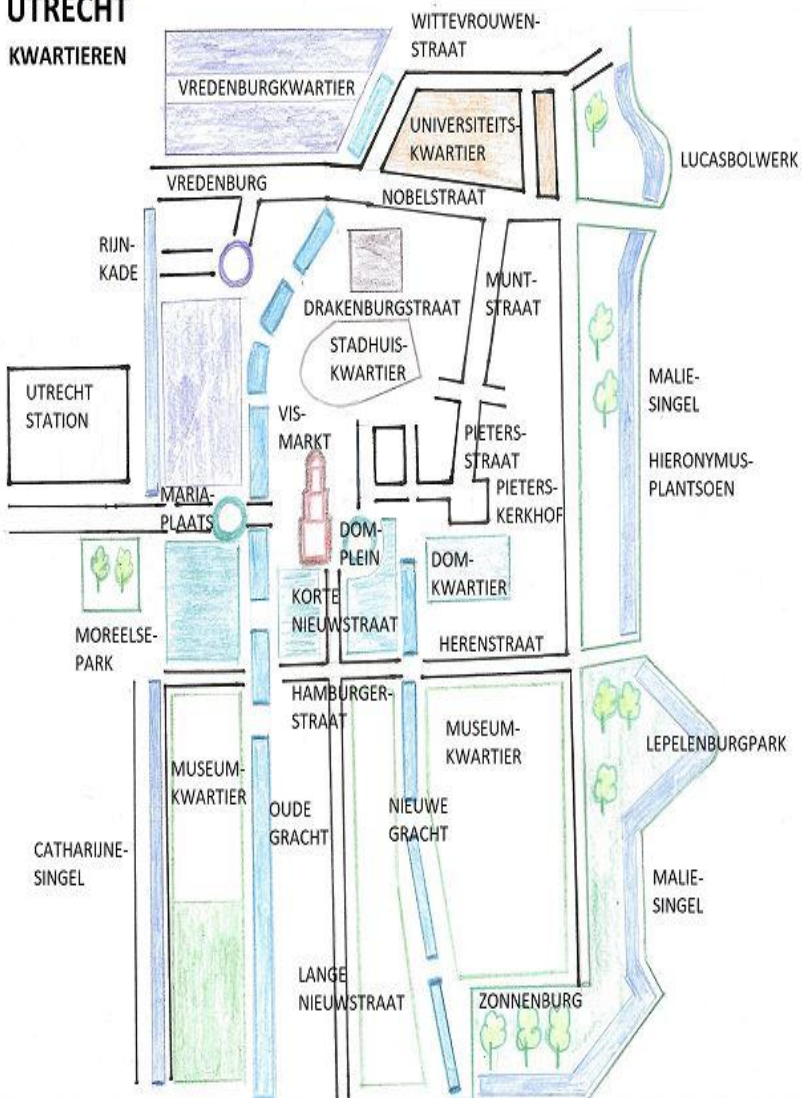 UTRECHT
KWARTIEREN
WITTEVROUWEN-
STRAAT
VREDENBURGKWARTIER
UNIVERSITEITS-
KWARTIER
LUCASBOLWERK
VREDENBURG
NOBELSTRAAT
RIJN-
KADE
MUNT-
STRAAT
DRAKENBURGSTRAAT
STADHUIS-
KWARTIER
UTRECHT
STATION
MALIE-
SINGEL
VIS-
MARKT
PIETERS-
STRAAT
HIERONYMUS-
PLANTSOEN
MARIA-
PLAATS
PIETERS-
KERKHOF
DOM-
PLEIN
DOM-
KWARTIER
KORTE
NIEUWSTRAAT
MOREELSE-
PARK
HERENSTRAAT
HAMBURGER-
STRAAT
MUSEUM-
KWARTIER
LEPELENBURGPARK
MUSEUM-
KWARTIER
OUDE
GRACHT
NIEUWE
GRACHT
CATHARIJNE-
SINGEL
MALIE-
SINGEL
LANGE
NIEUWSTRAAT
ZONNENBURG